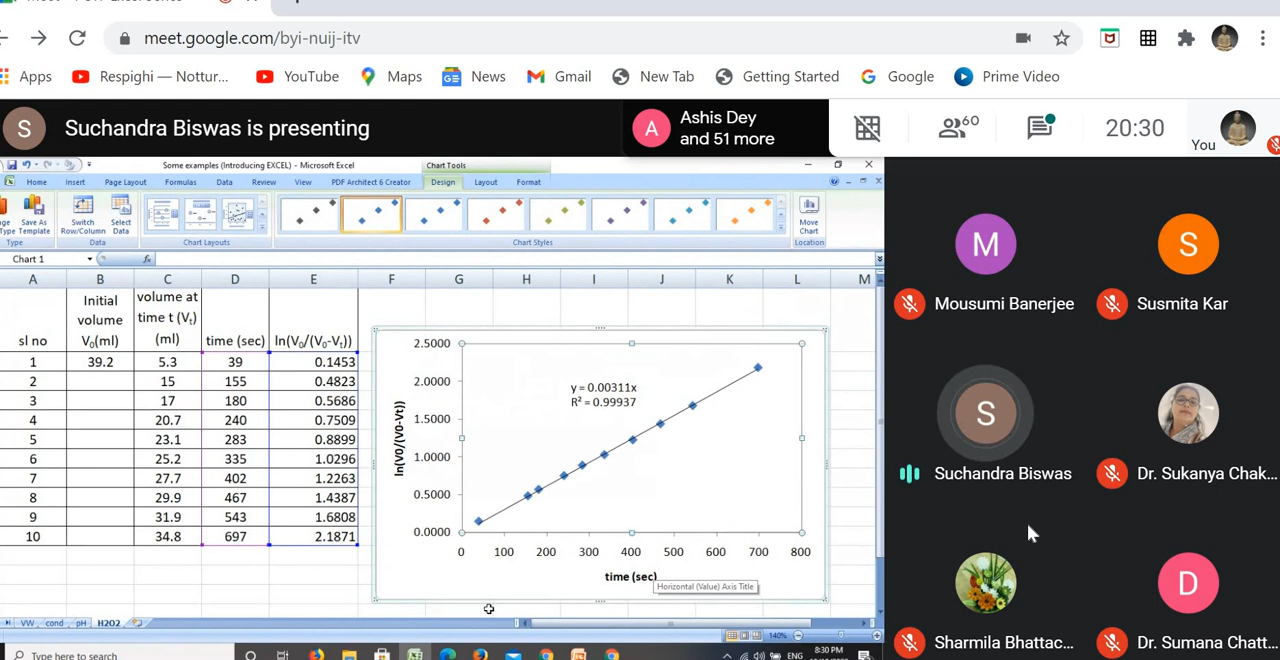 meet.google.com/byi-nuij-itv
Apps
Respighi — Nottur...
YouTube
Maps
News
Gmail
New Tab
Getting Started
Google
Prime Video
S
Suchandra Biswas is presenting
A
Ashis Dey
and 51 more
60
20:30
You
Some examples (Introducing EXCEL) - Microsoft Excel
Chart Tools
Home
Insert
Page Layout
Formulas
Data
Review
View
PDF Architect 6 Creator
Design
Layout
Format
Save As
Template
Type
Switch
Row/Column
Select
Data
Data
Chart Layouts
Chart Styles
Move
Chart
Location
Chart 1
fx
A B C D E F G H I J K L M
sl no
Initial
volume
V₀(ml)
volume at
time t (Vₜ)
(ml)
time (sec)
ln(V₀/(V₀-Vₜ))
1 39.2 5.3 39 0.1453
2 15 155 0.4823
3 17 180 0.5686
4 20.7 240 0.7509
5 23.1 283 0.8899
6 25.2 335 1.0296
7 27.7 402 1.2263
8 29.9 467 1.4387
9 31.9 543 1.6808
10 34.8 697 2.1871
ln(V0/(V0-Vt))
2.5000
2.0000
1.5000
1.0000
0.5000
0.0000
y = 0.00311x
R² = 0.99937
0 100 200 300 400 500 600 700 800
time (sec)
Horizontal (Value) Axis Title
VW cond pH H2O2
140%
Type here to search
ENG
8:30 PM
M
Mousumi Banerjee
S
Susmita Kar
S
Suchandra Biswas
Dr. Sukanya Chak...
Sharmila Bhattac...
D
Dr. Sumana Chatt...